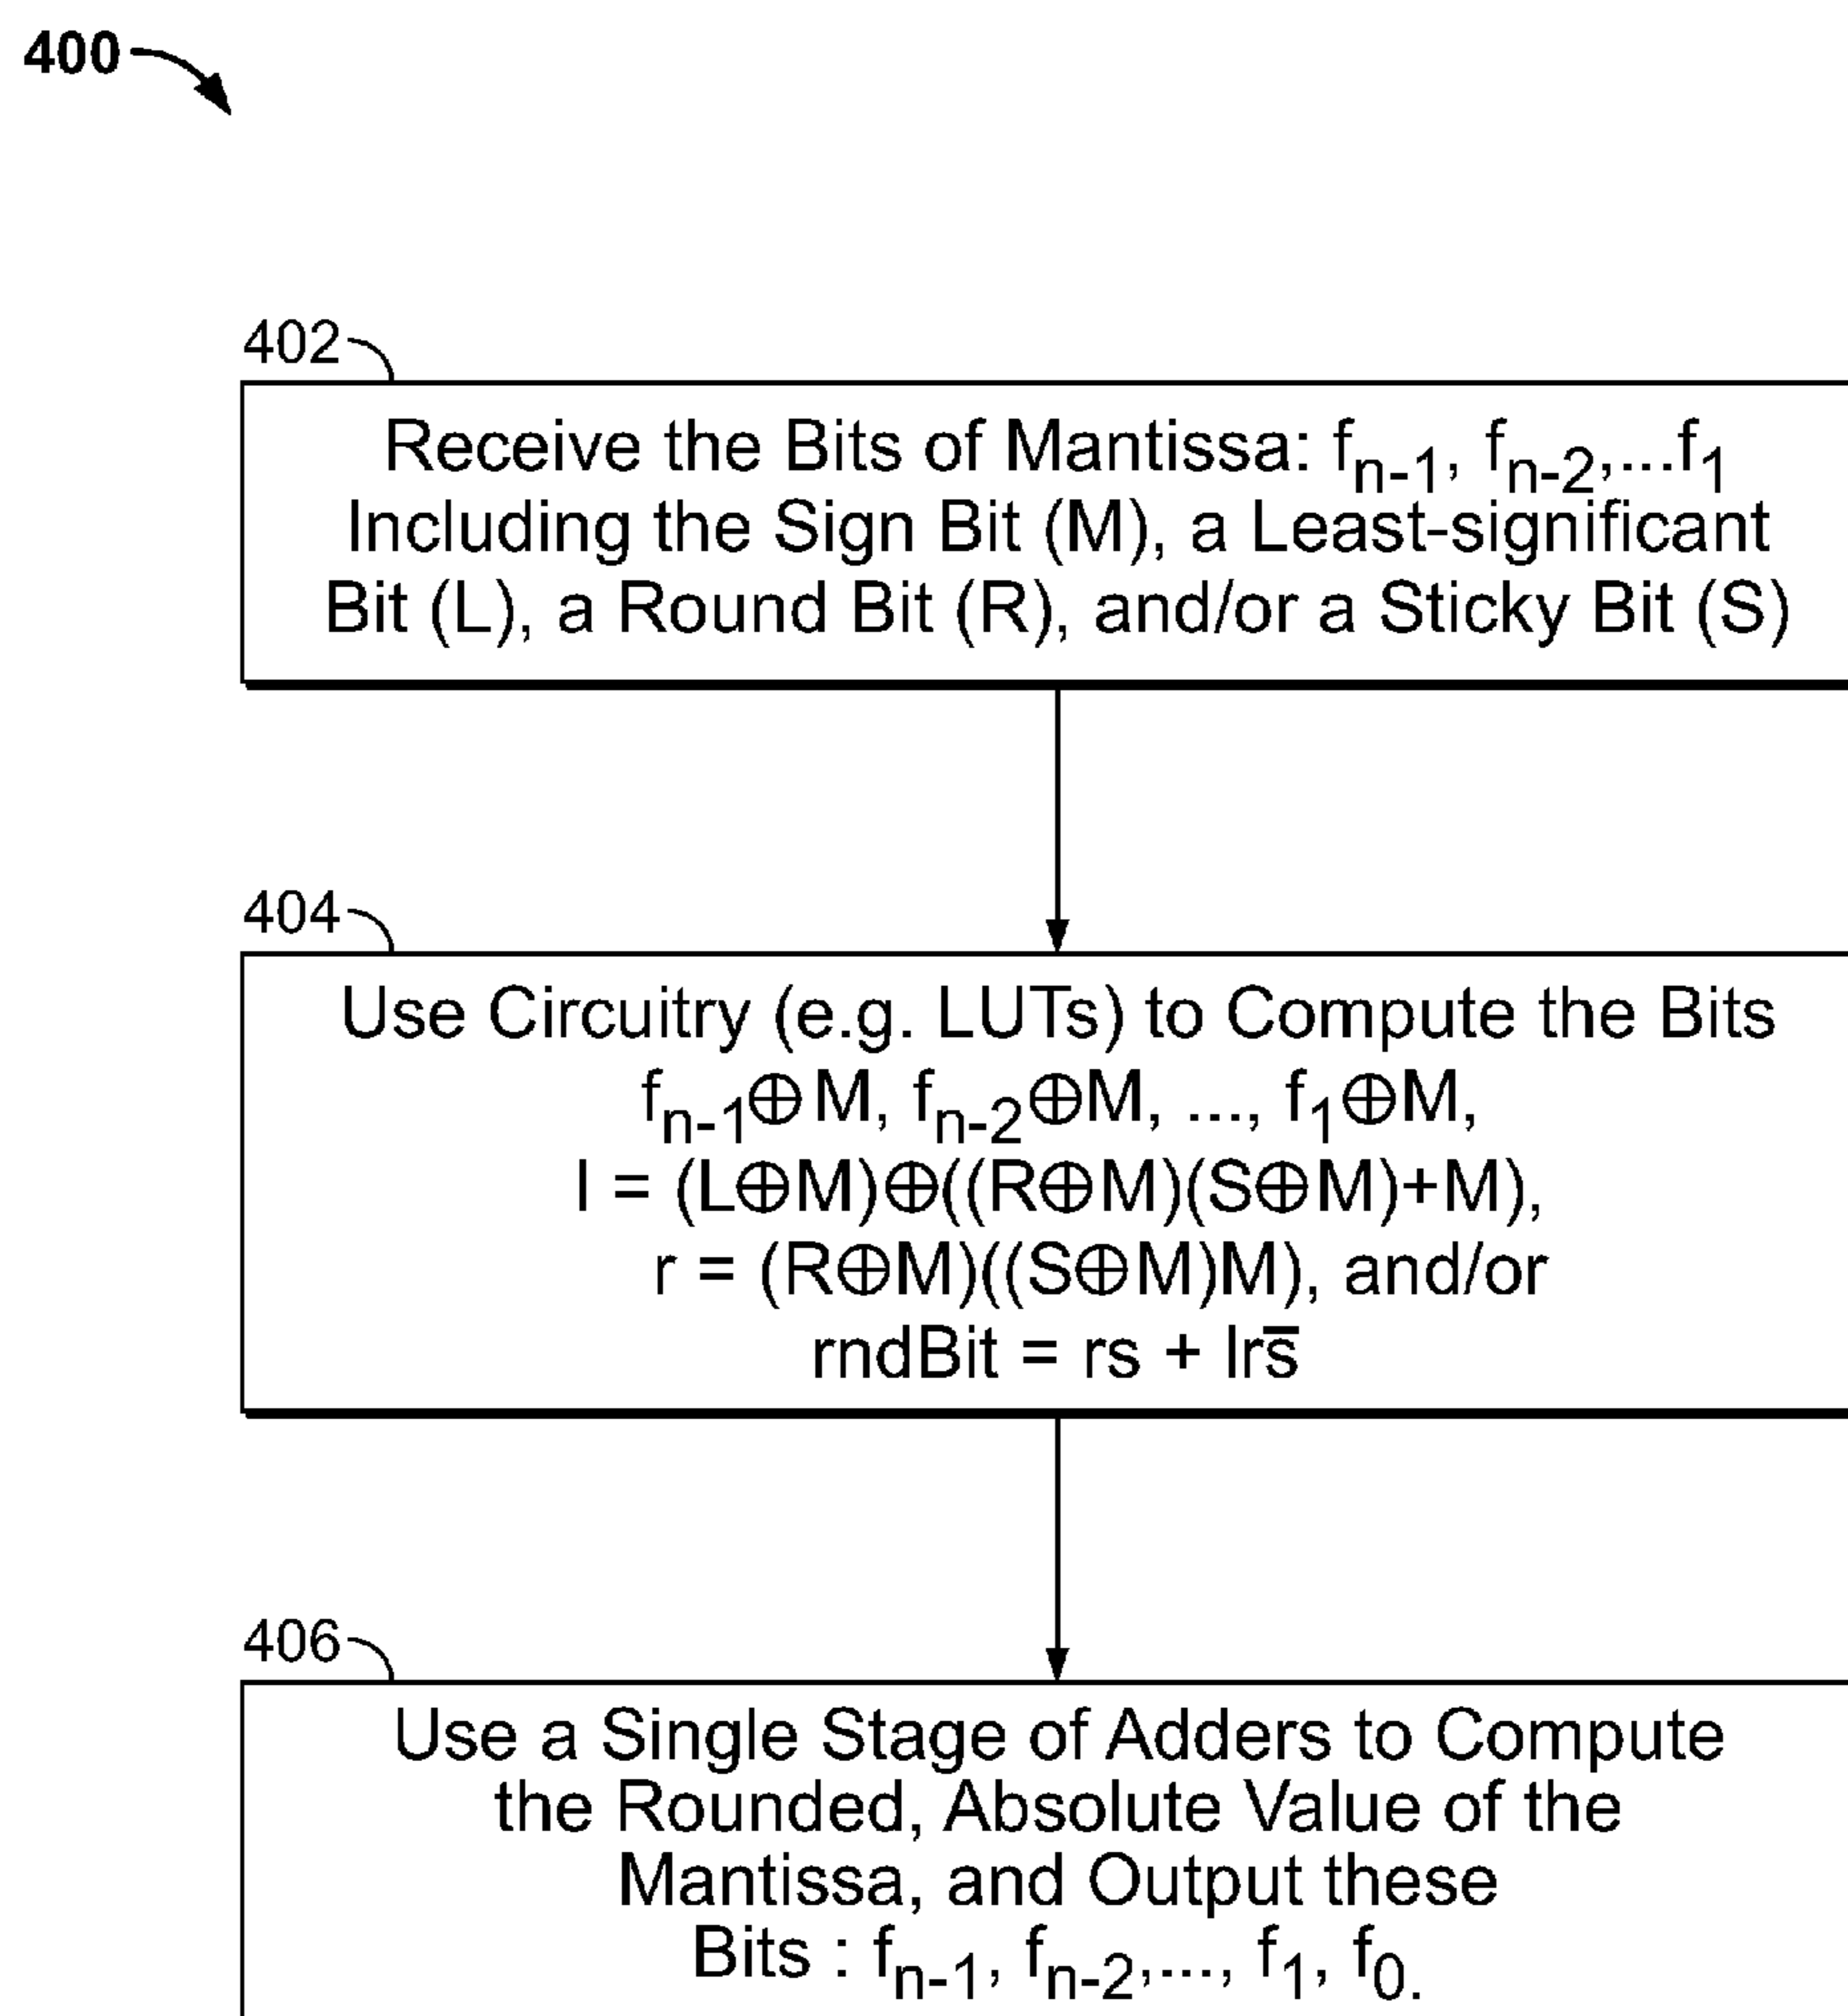 400
402
Receive the Bits of Mantissa: fn-1, fn-2,...f1
Including the Sign Bit (M), a Least-significant
Bit (L), a Round Bit (R), and/or a Sticky Bit (S)
404
Use Circuitry (e.g. LUTs) to Compute the Bits
fn-1⊕M, fn-2⊕M, ..., f1⊕M,
l = (L⊕M)⊕((R⊕M)(S⊕M)+M),
r = (R⊕M)((S⊕M)M), and/or
rndBit = rs + lrs̅
406
Use a Single Stage of Adders to Compute
the Rounded, Absolute Value of the
Mantissa, and Output these
Bits : fn-1, fn-2,..., f1, f0.